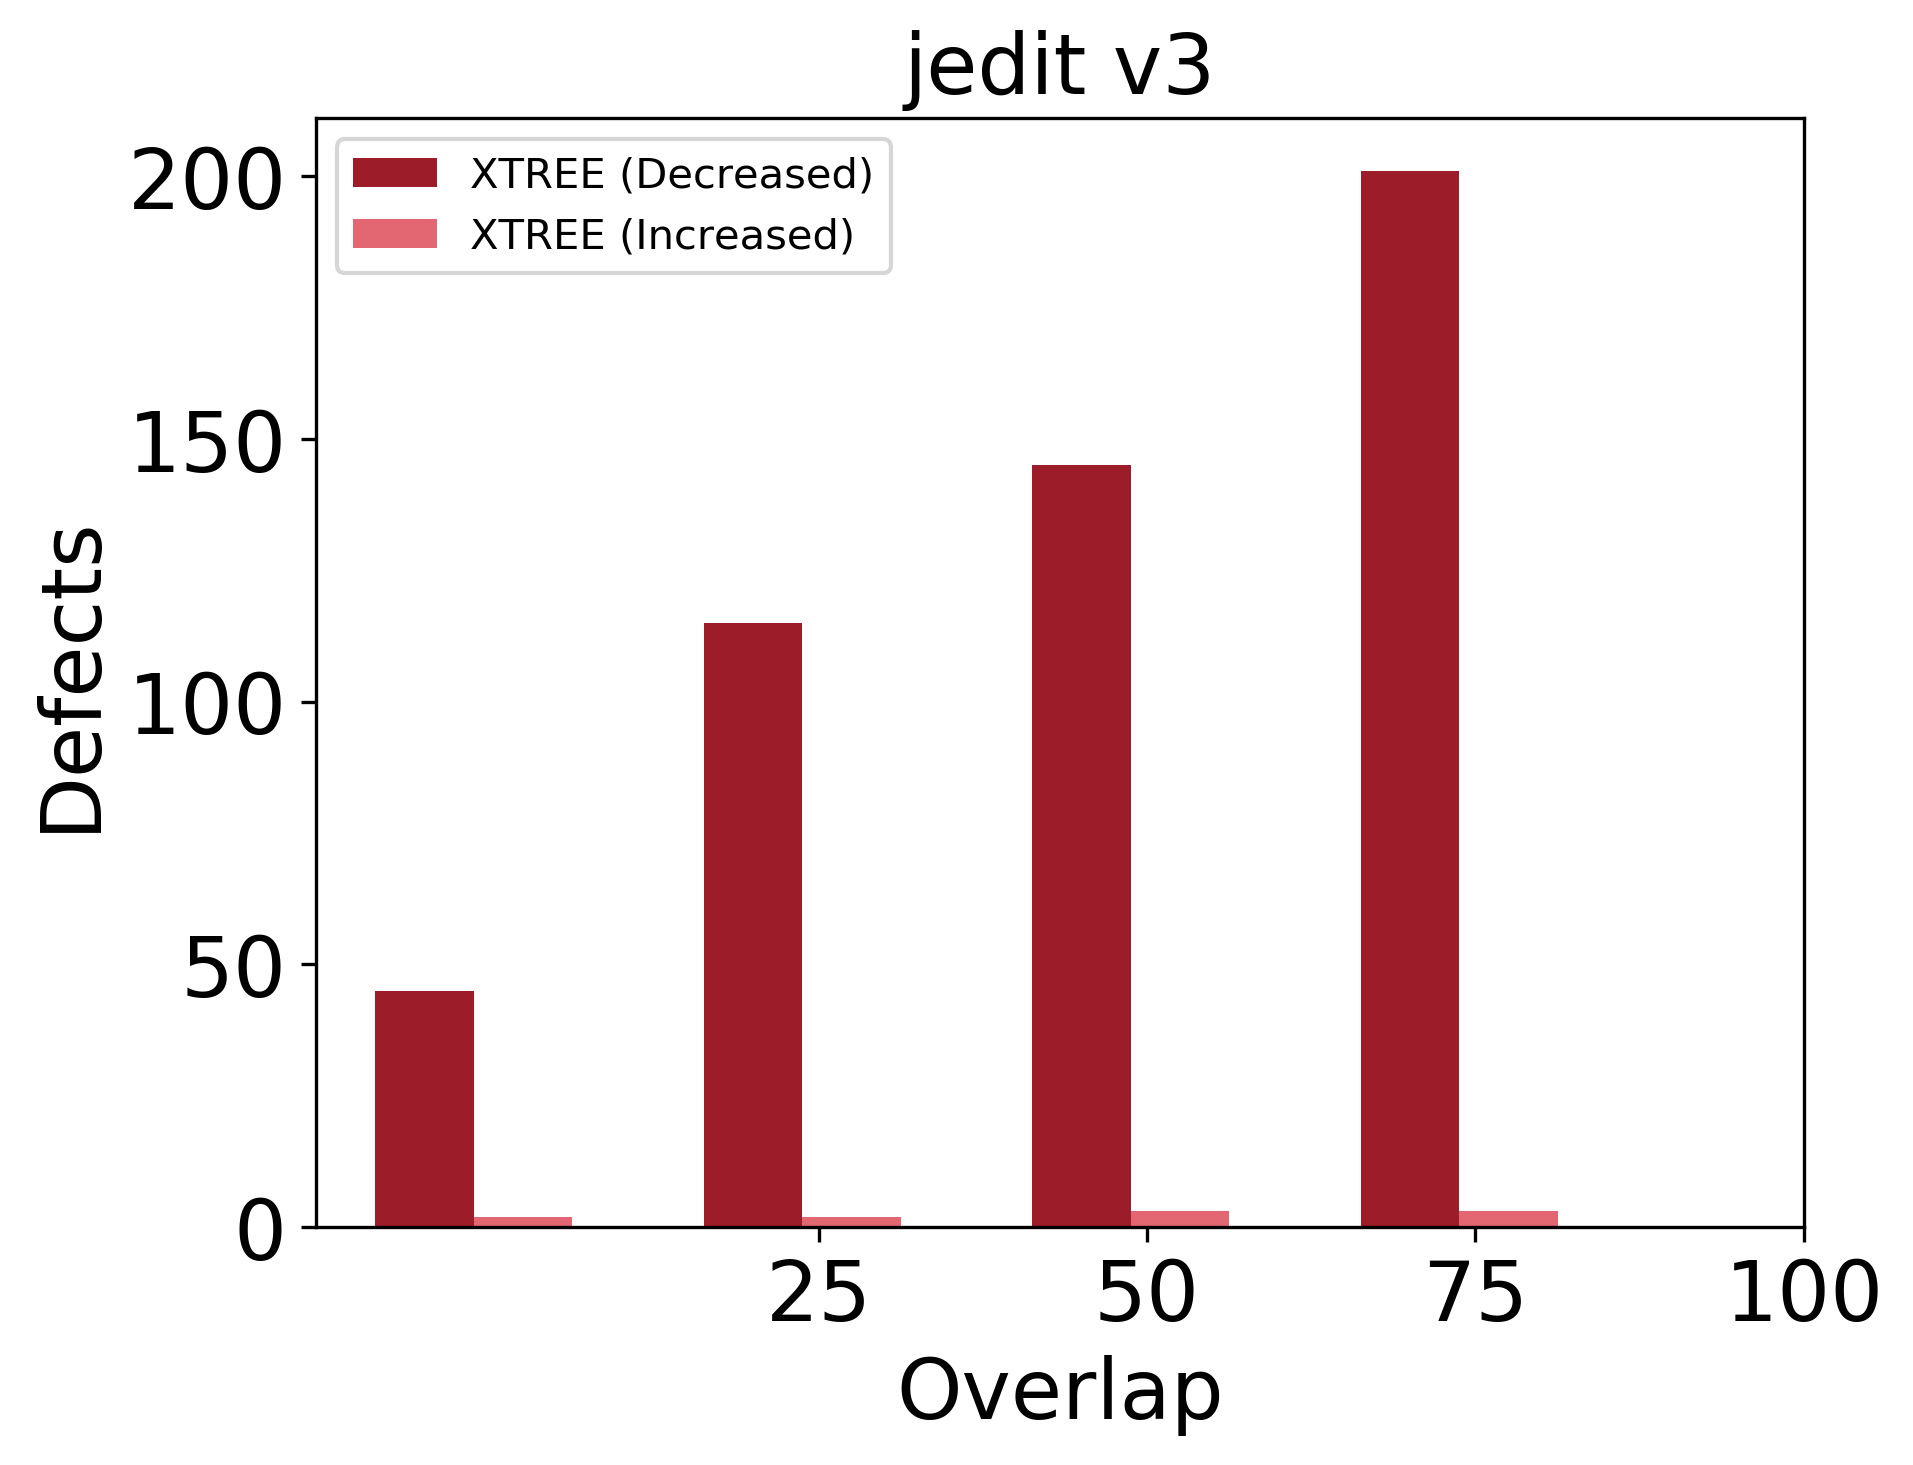 jedit v3
XTREE (Decreased)
XTREE (Increased)
200
150
100
50
0
Defects
25 50 75 100
Overlap